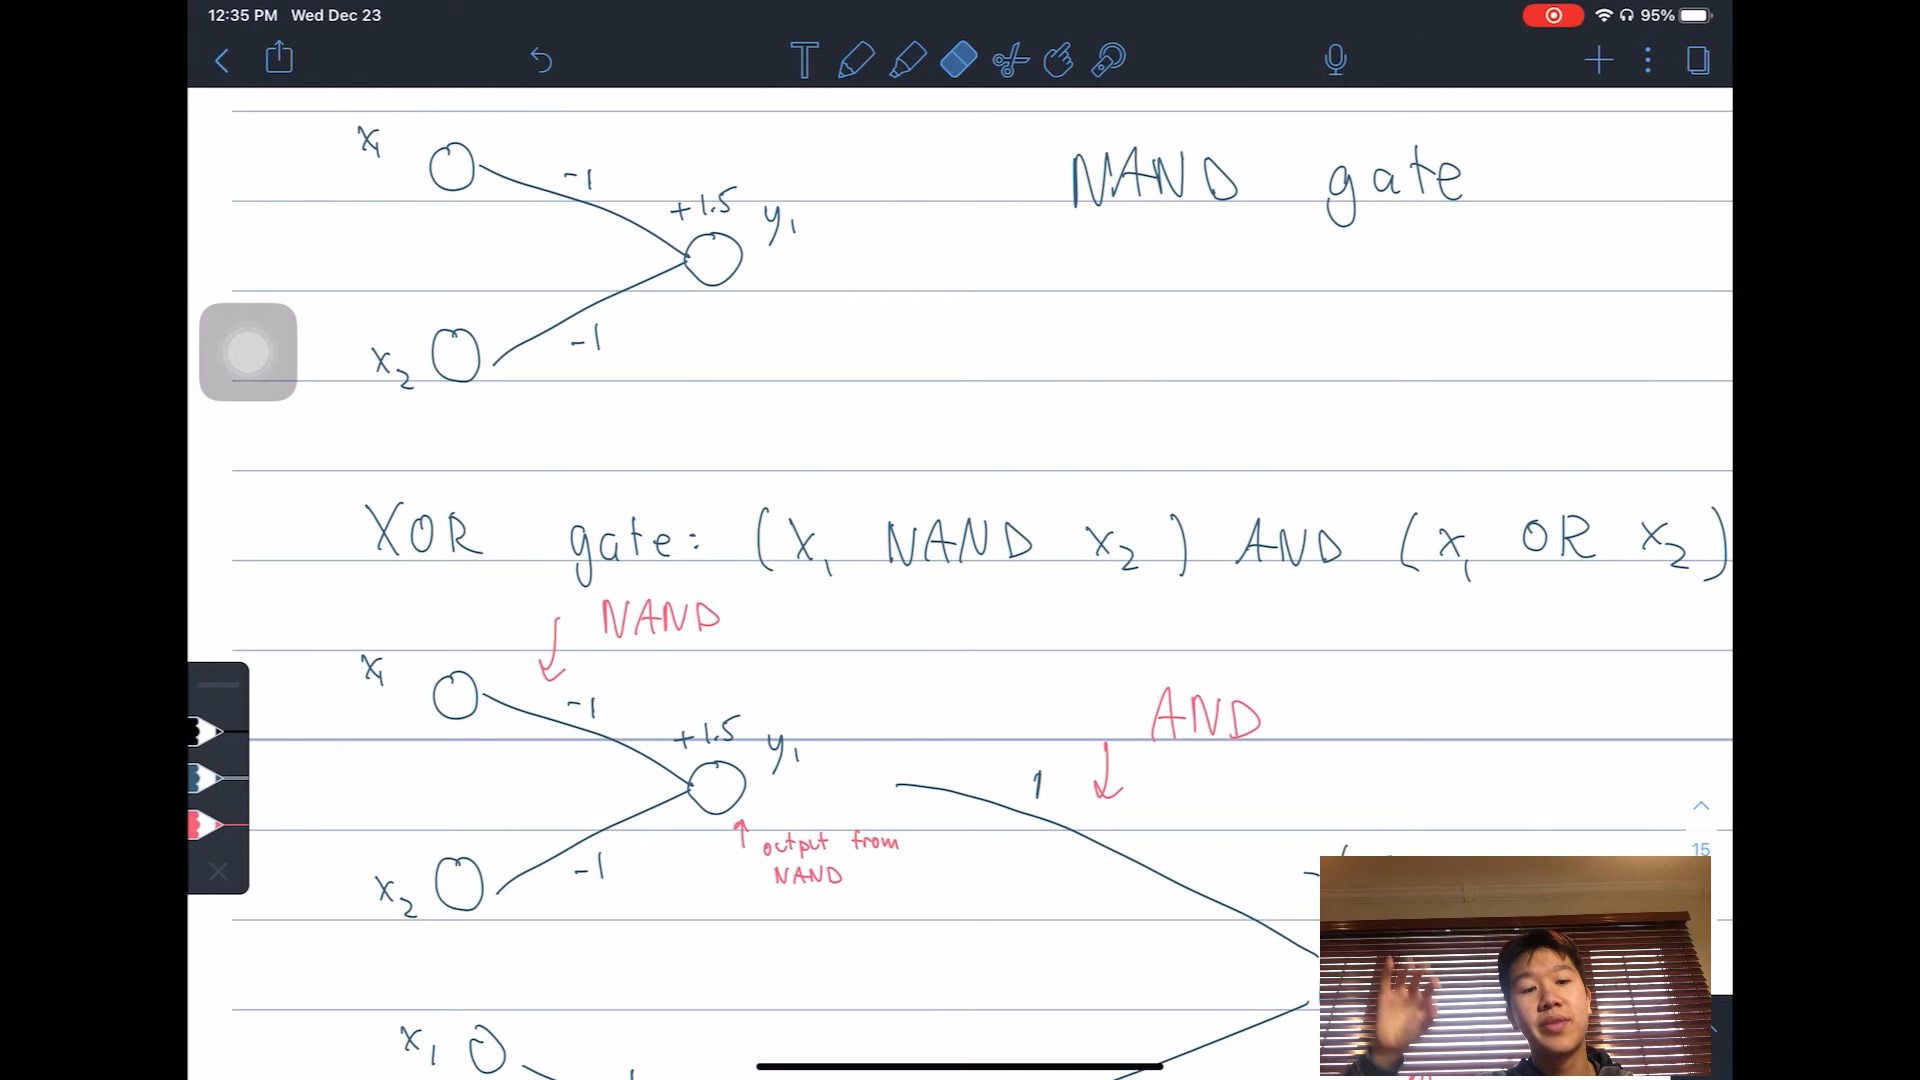 12:35 PM Wed Dec 23
95%
x1
-1
+1.5 y1
NAND gate
x2
-1
XOR gate: (x1 NAND x2) AND (x1 OR x2)
NAND
x1
-1
+1.5 y1
AND
1
output from
NAND
x2
-1
15
x1